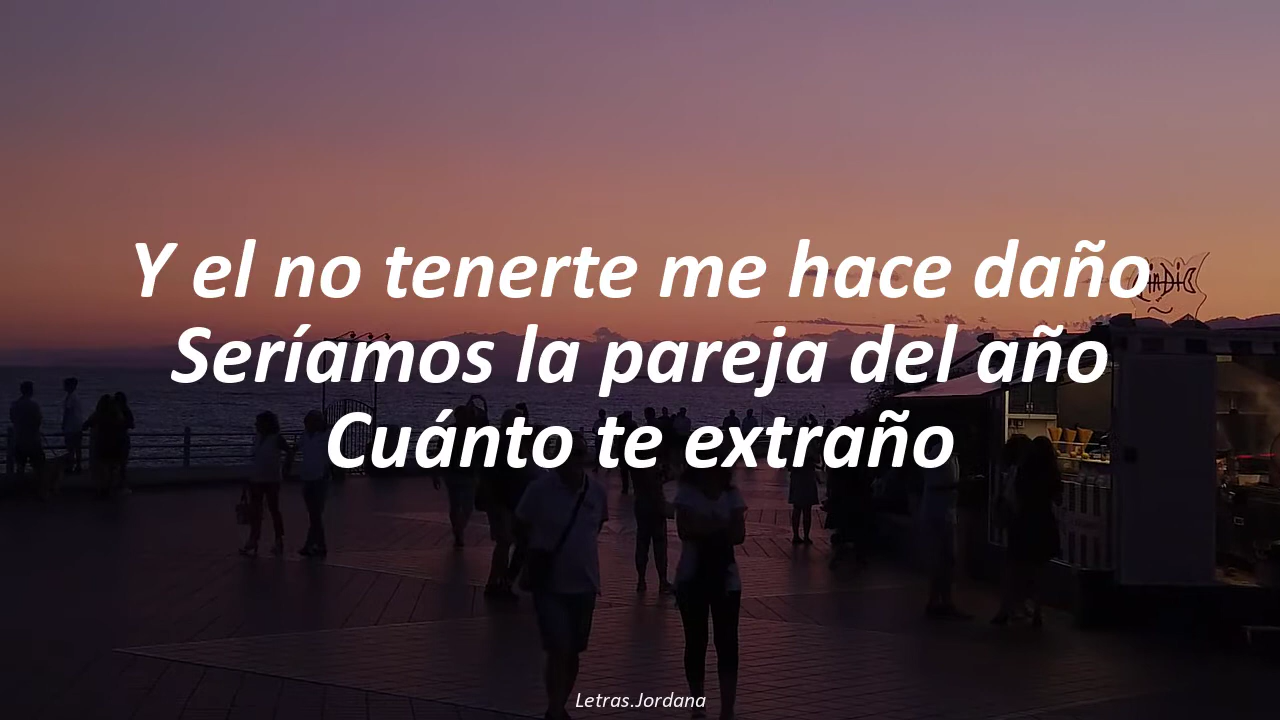 Y el no tenerte me hace daño
Seríamos la pareja del año
Cuánto te extraño
Letras.Jordana